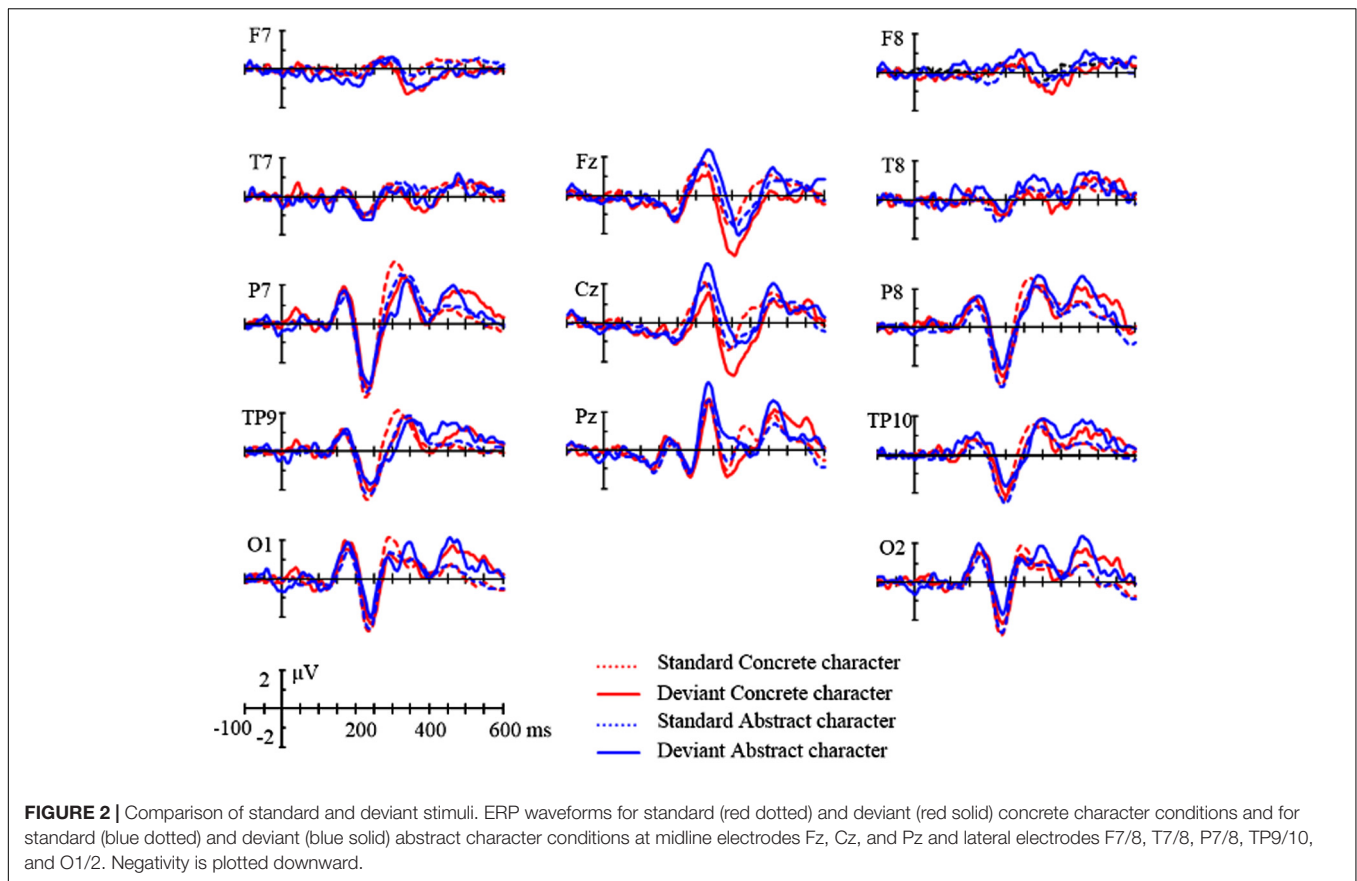 F7
F8
T7
Fz
T8
P7
Cz
P8
TP9
Pz
TP10
O1
O2
2
μV
-100
-2
200
400
600 ms
Standard Concrete character
Deviant Concrete character
Standard Abstract character
Deviant Abstract character
FIGURE 2 | Comparison of standard and deviant stimuli. ERP waveforms for standard (red dotted) and deviant (red solid) concrete character conditions and for
standard (blue dotted) and deviant (blue solid) abstract character conditions at midline electrodes Fz, Cz, and Pz and lateral electrodes F7/8, T7/8, P7/8, TP9/10,
and O1/2. Negativity is plotted downward.